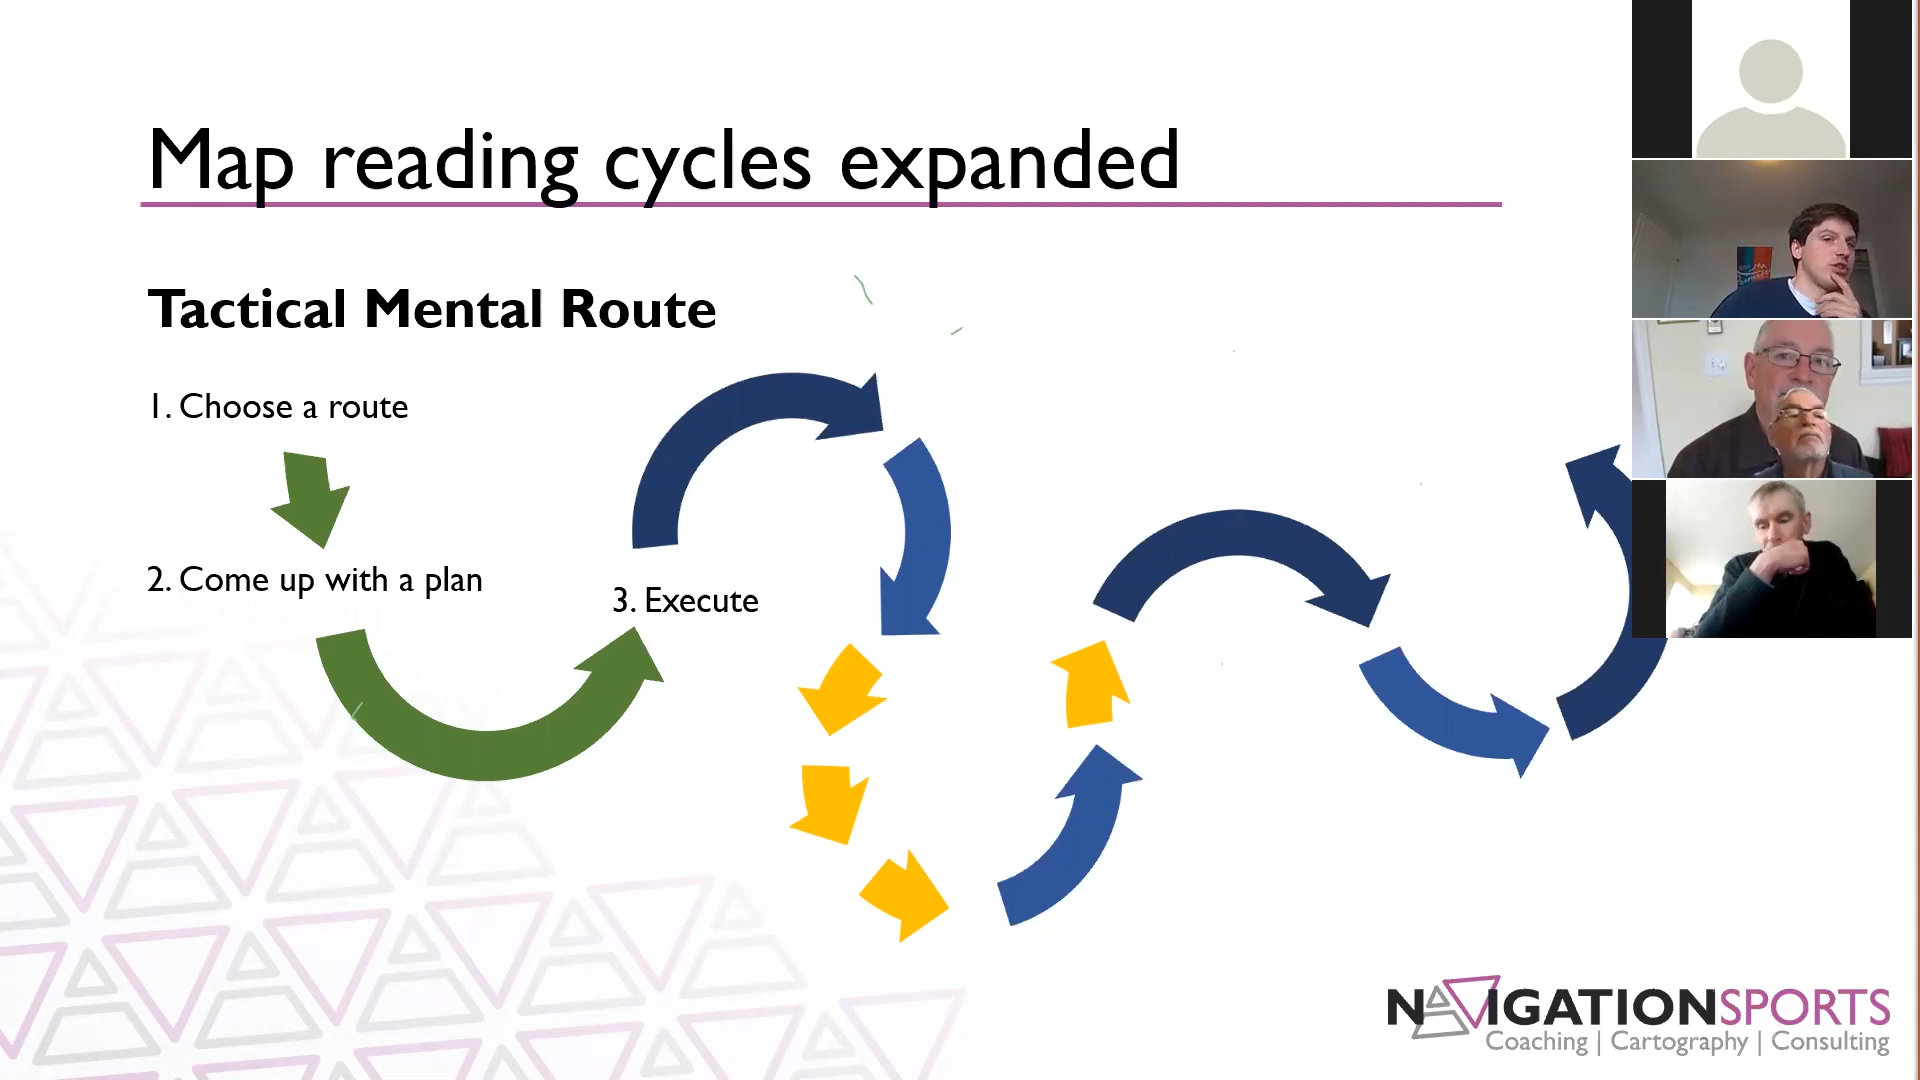 Map reading cycles expanded
Tactical Mental Route
1. Choose a route
2. Come up with a plan
3. Execute
NAVIGATIONSPORTS
Coaching | Cartography | Consulting